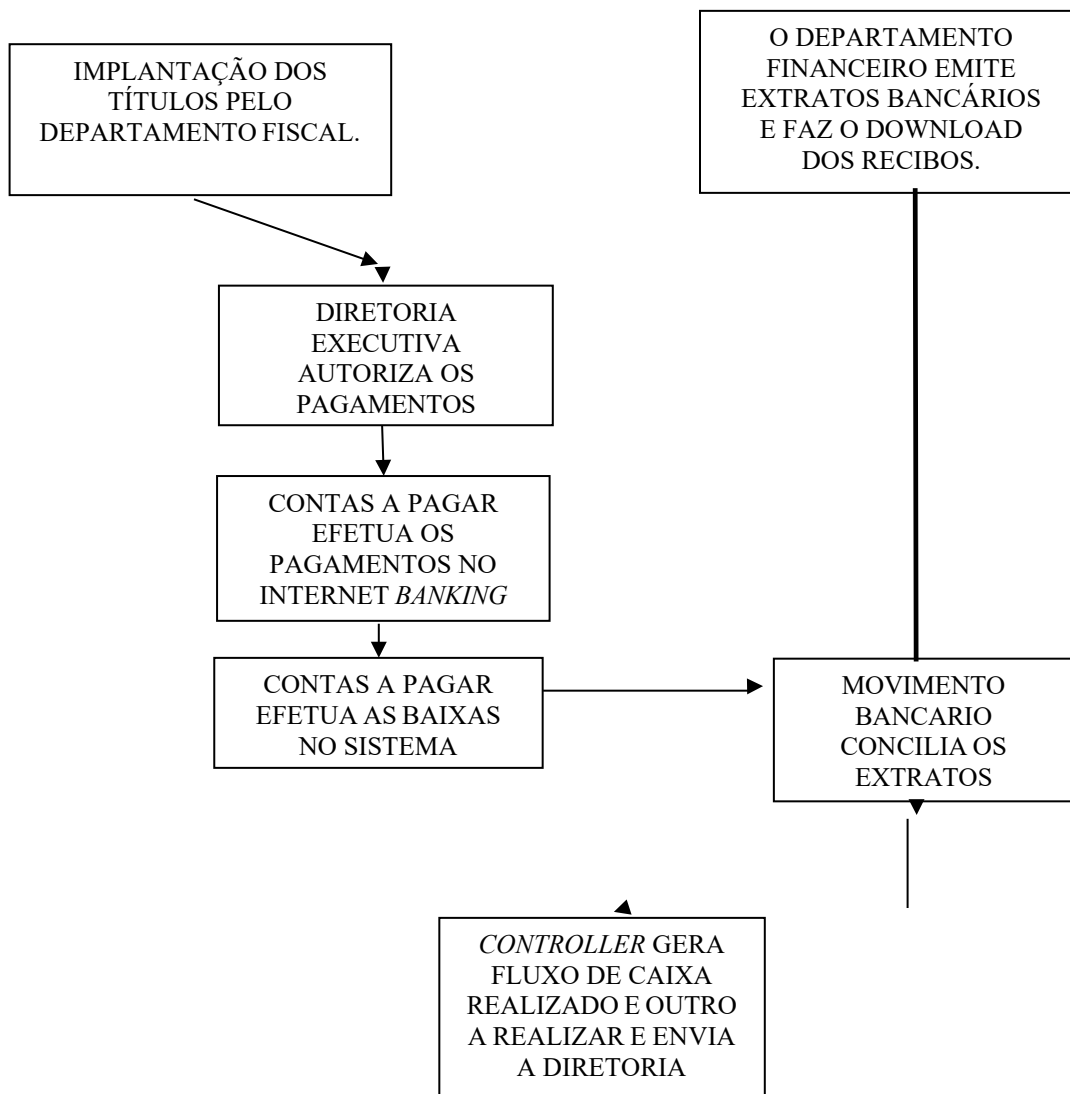 IMPLANTAÇÃO DOS
TÍTULOS PELO
DEPARTAMENTO FISCAL.
O DEPARTAMENTO
FINANCEIRO EMITE
EXTRATOS BANCÁRIOS
E FAZ O DOWNLOAD
DOS RECIBOS.
DIRETORIA
EXECUTIVA
AUTORIZA OS
PAGAMENTOS
CONTAS A PAGAR
EFETUA OS
PAGAMENTOS NO
INTERNET BANKING
CONTAS A PAGAR
EFETUA AS BAIXAS
NO SISTEMA
MOVIMENTO
BANCARIO
CONCILIA OS
EXTRATOS
CONTROLLER GERA
FLUXO DE CAIXA
REALIZADO E OUTRO
A REALIZAR E ENVIA
A DIRETORIA